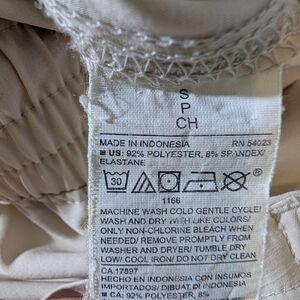 S
P
CH
MADE IN INDONESIA RN 54023
US: 92% POLYESTER, 8% SPANDEX/
ELASTANE
30
®
1166
MACHINE WASH COLD GENTLE CYCLE/
WASH AND DRY WITH LIKE COLORS/
ONLY NON-CHLORINE BLEACH WHEN
NEEDED/ REMOVE PROMPTLY FROM
WASHER AND DRYER/ TUMBLE DRY
LOW/ COOL IRON/ DO NOT DRY CLEAN
CA 17897
HECHO EN INDONESIA CON INSUMOS
IMPORTADOS/ DIBUAT DI INDONESIA
CA: 92% POLYESTER, 8%